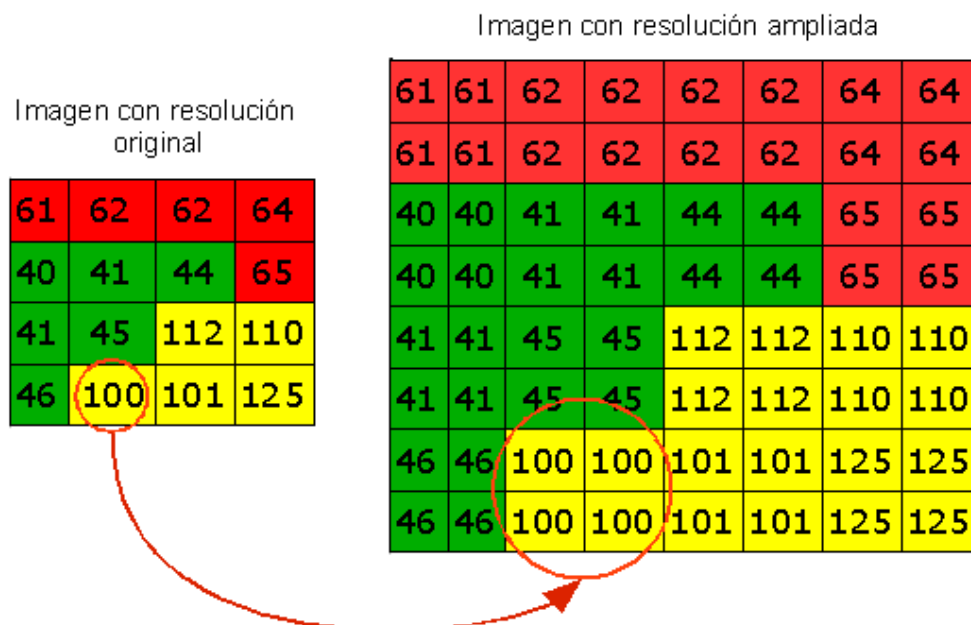 Imagen con resolución ampliada
Imagen con resolución
original
61 62 62 64
40 41 44 65
41 45 112 110
46 100 101 125
61 61 62 62 62 62 64 64
61 61 62 62 62 62 64 64
40 40 41 41 44 44 65 65
40 40 41 41 44 44 65 65
41 41 45 45 112 112 110 110
41 41 45 45 112 112 110 110
46 46 100 100 101 101 125 125
46 46 100 100 101 101 125 125